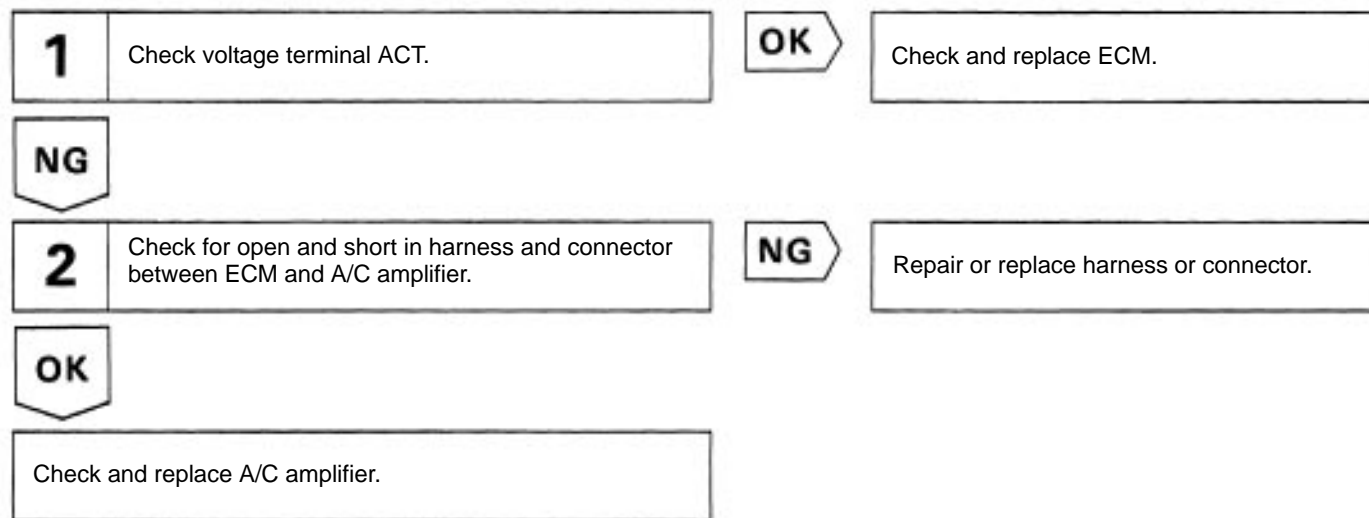 1
Check voltage terminal ACT.
OK
Check and replace ECM.
NG
2
Check for open and short in harness and connector
between ECM and A/C amplifier.
NG
Repair or replace harness or connector.
OK
Check and replace A/C amplifier.